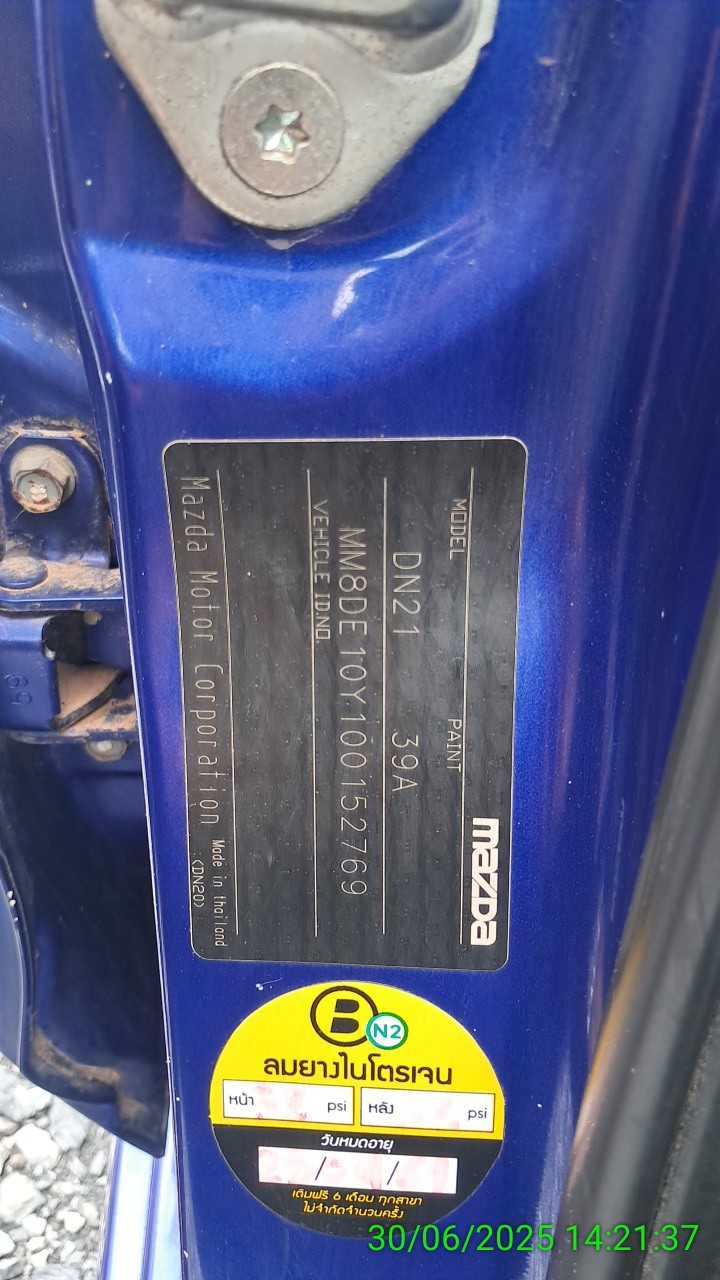 mazda
MODEL PAINT
DN21 39A
MM8DE10Y100152769
VEHICLE ID.NO.
Mazda Motor Corporation Made in thailand
<DN20>
69
B N2
ลมยางไนโตรเจน
หน้า psi หลัง psi
วันหมดอายุ
/ /
เติมฟรี 6 เดือน ทุกสาขา
ไม่จำกัดจำนวนครั้ง
30/06/2025 14:21:37